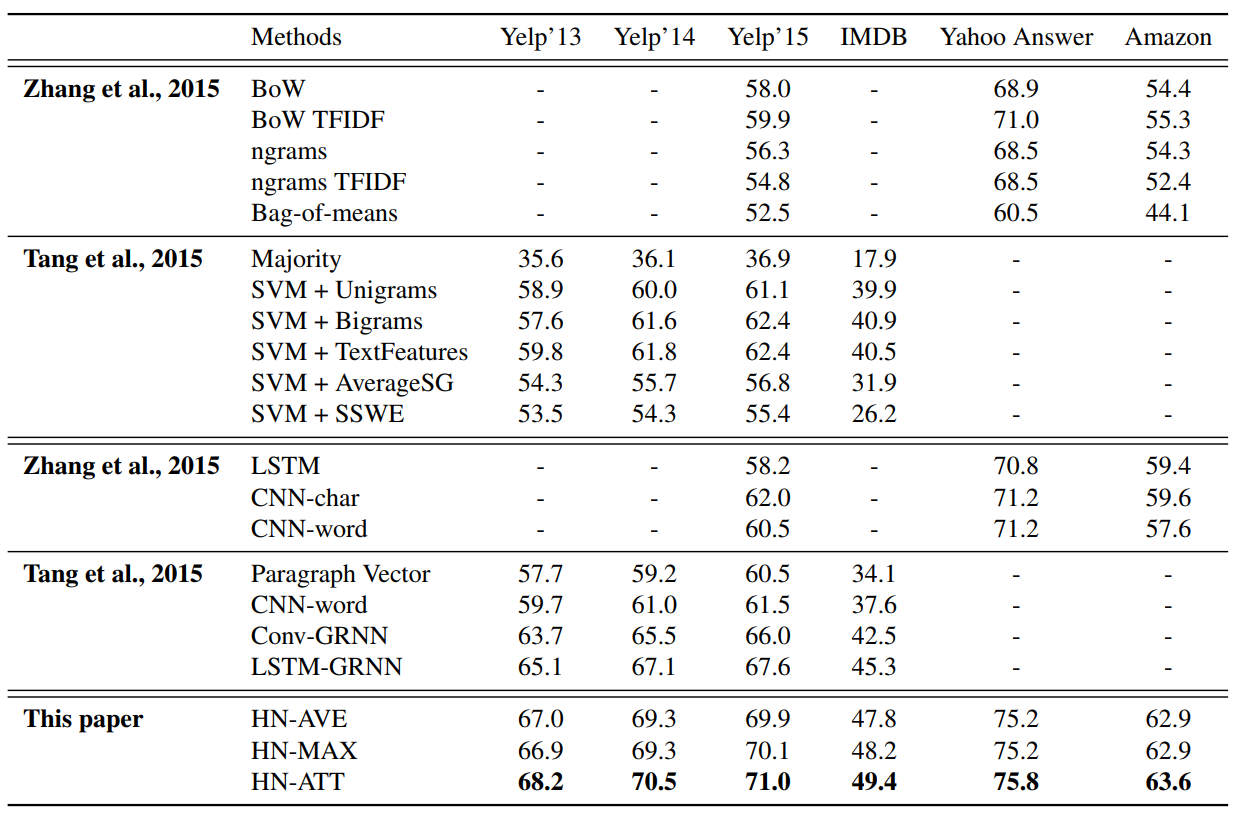 Methods Yelp’13 Yelp’14 Yelp’15 IMDB Yahoo Answer Amazon
Zhang et al., 2015 BoW - - 58.0 - 68.9 54.4
BoW TFIDF - - 59.9 - 71.0 55.3
ngrams - - 56.3 - 68.5 54.3
ngrams TFIDF - - 54.8 - 68.5 52.4
Bag-of-means - - 52.5 - 60.5 44.1
Tang et al., 2015 Majority 35.6 36.1 36.9 17.9 - -
SVM + Unigrams 58.9 60.0 61.1 39.9 - -
SVM + Bigrams 57.6 61.6 62.4 40.9 - -
SVM + TextFeatures 59.8 61.8 62.4 40.5 - -
SVM + AverageSG 54.3 55.7 56.8 31.9 - -
SVM + SSWE 53.5 54.3 55.4 26.2 - -
Zhang et al., 2015 LSTM - - 58.2 - 70.8 59.4
CNN-char - - 62.0 - 71.2 59.6
CNN-word - - 60.5 - 71.2 57.6
Tang et al., 2015 Paragraph Vector 57.7 59.2 60.5 34.1 - -
CNN-word 59.7 61.0 61.5 37.6 - -
Conv-GRNN 63.7 65.5 66.0 42.5 - -
LSTM-GRNN 65.1 67.1 67.6 45.3 - -
This paper HN-AVE 67.0 69.3 69.9 47.8 75.2 62.9
HN-MAX 66.9 69.3 70.1 48.2 75.2 62.9
HN-ATT 68.2 70.5 71.0 49.4 75.8 63.6